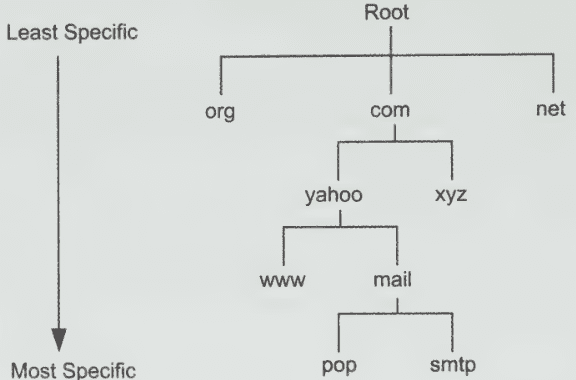 Root
Least Specific
org com net
yahoo xyz
www mail
pop smtp
Most Specific